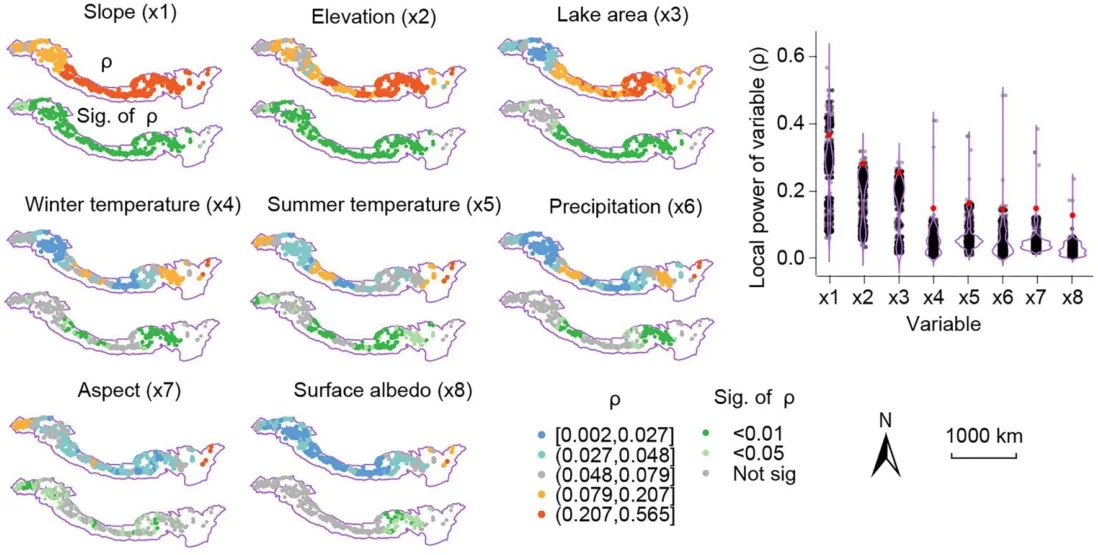 Slope (x1)
Elevation (x2)
Lake area (x3)
ρ
Sig. of ρ
Winter temperature (x4)
Summer temperature (x5)
Precipitation (x6)
Aspect (x7)
Surface albedo (x8)
ρ
[0.002,0.027]
(0.027,0.048]
(0.048,0.079]
(0.079,0.207]
(0.207,0.565]
Sig. of ρ
<0.01
<0.05
Not sig
N
1000 km
Local power of variable (ρ)
0.6
0.4
0.2
0.0
x1 x2 x3 x4 x5 x6 x7 x8
Variable